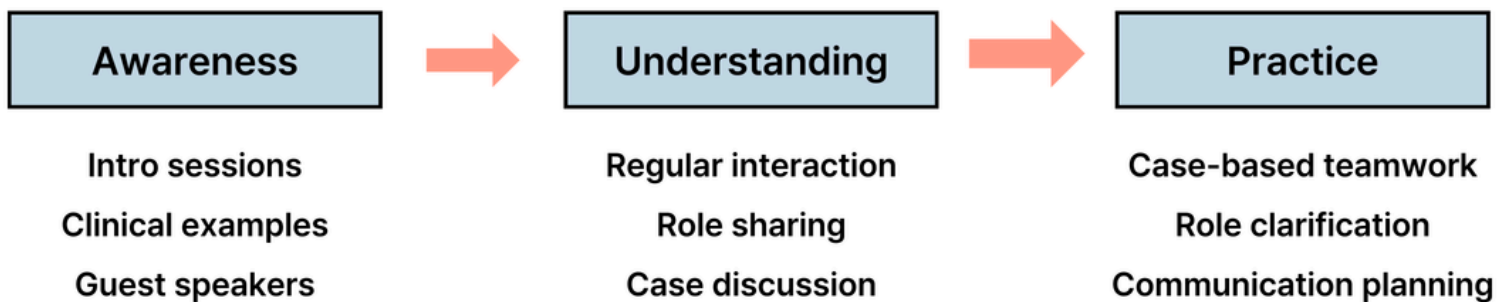 Awareness
Intro sessions
Clinical examples
Guest speakers
Understanding
Regular interaction
Role sharing
Case discussion
Practice
Case-based teamwork
Role clarification
Communication planning